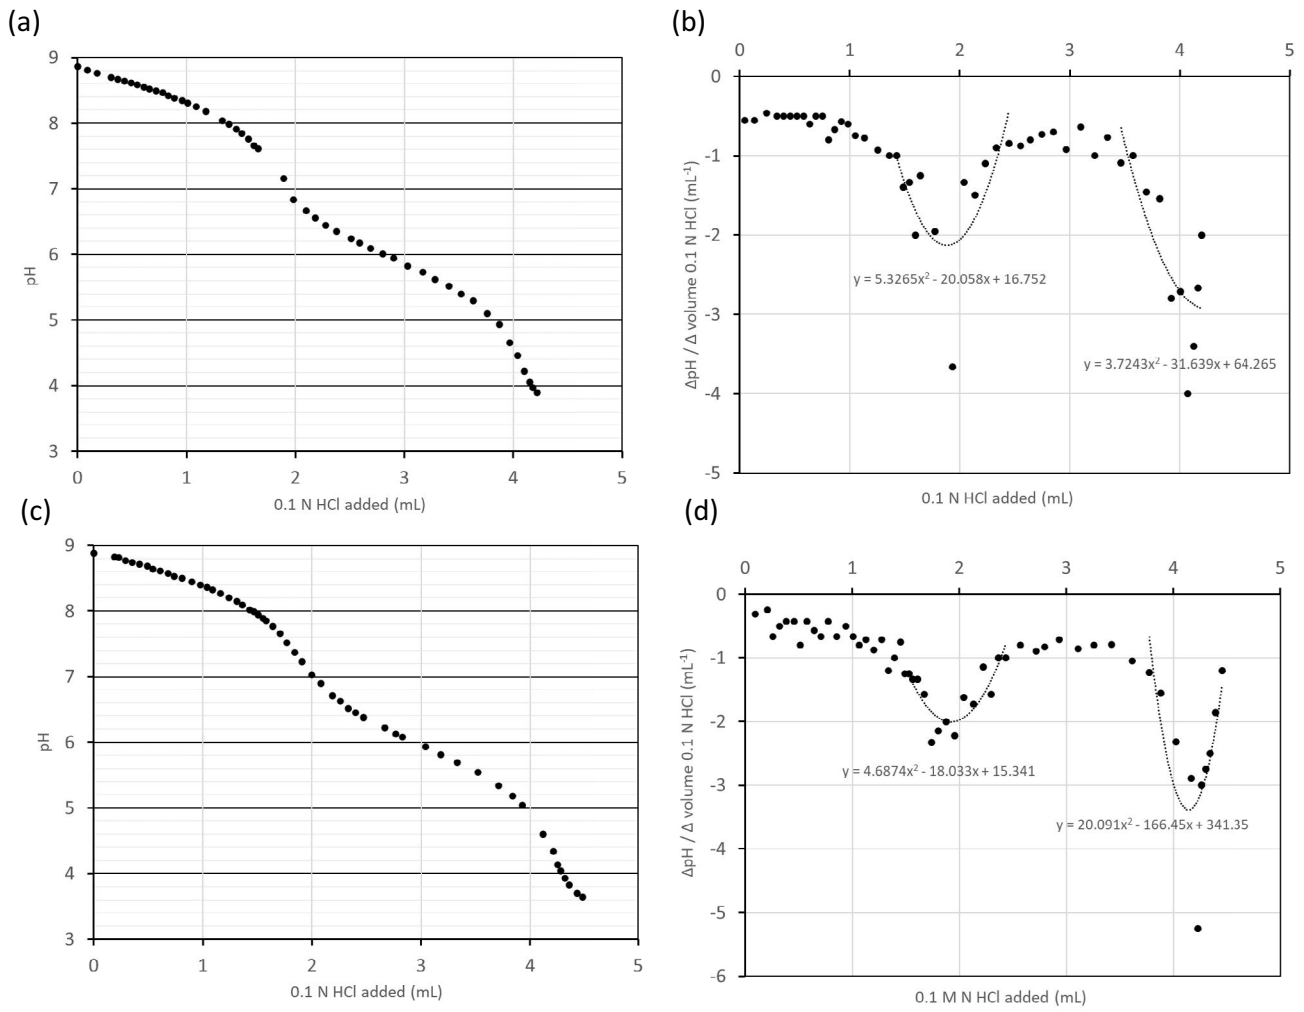 (a)
9
8
7
6
5
4
3
pH
0 1 2 3 4 5
0.1 N HCl added (mL)
(b)
0 1 2 3 4 5
0
-1
-2
-3
-4
-5
ΔpH / Δ volume 0.1 N HCl (mL⁻¹)
y = 5.3265x² - 20.058x + 16.752
y = 3.7243x² - 31.639x + 64.265
0.1 N HCl added (mL)
(c)
9
8
7
6
5
4
3
pH
0 1 2 3 4 5
0.1 N HCl added (mL)
(d)
0 1 2 3 4 5
0
-1
-2
-3
-4
-5
-6
ΔpH / Δ volume 0.1 N HCl (mL⁻¹)
y = 4.6874x² - 18.033x + 15.341
y = 20.091x² - 166.45x + 341.35
0.1 M N HCl added (mL)